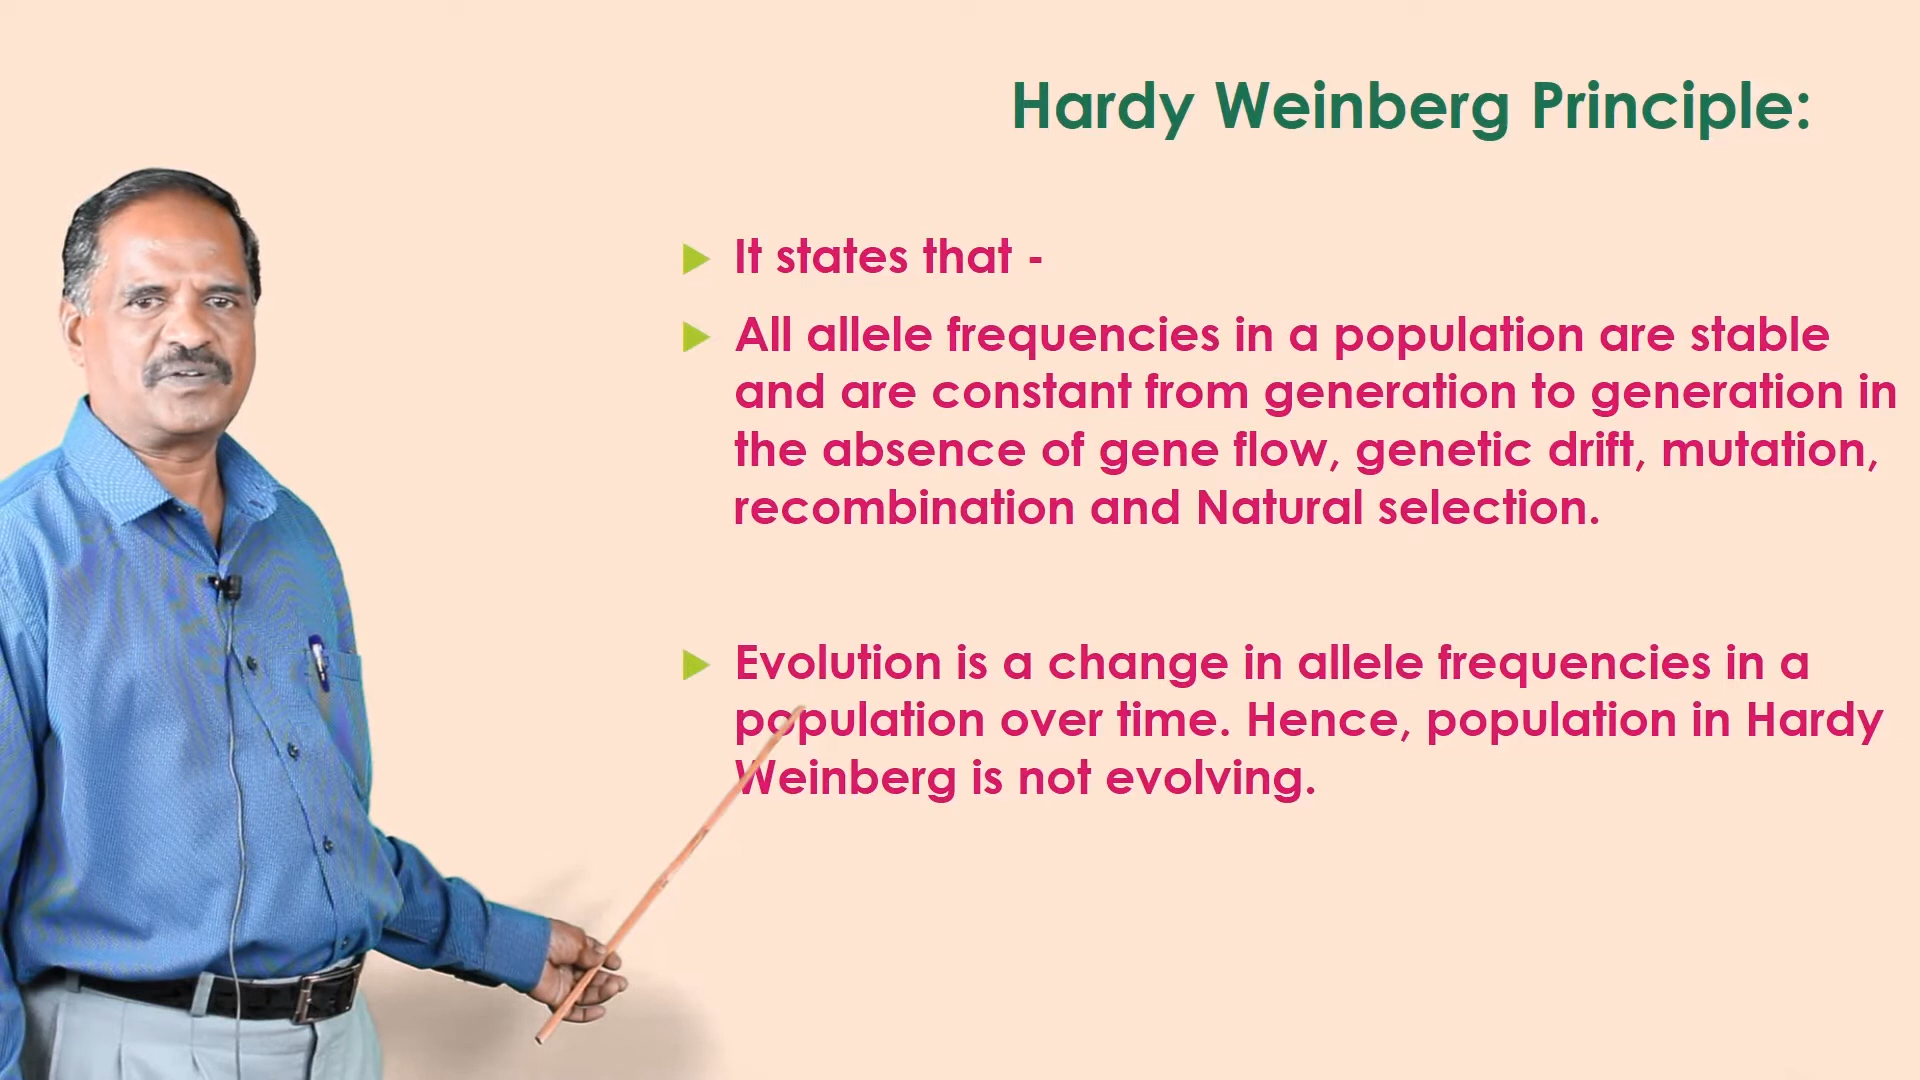 Hardy Weinberg Principle:
It states that -
All allele frequencies in a population are stable
and are constant from generation to generation in
the absence of gene flow, genetic drift, mutation,
recombination and Natural selection.
Evolution is a change in allele frequencies in a
population over time. Hence, population in Hardy
Weinberg is not evolving.